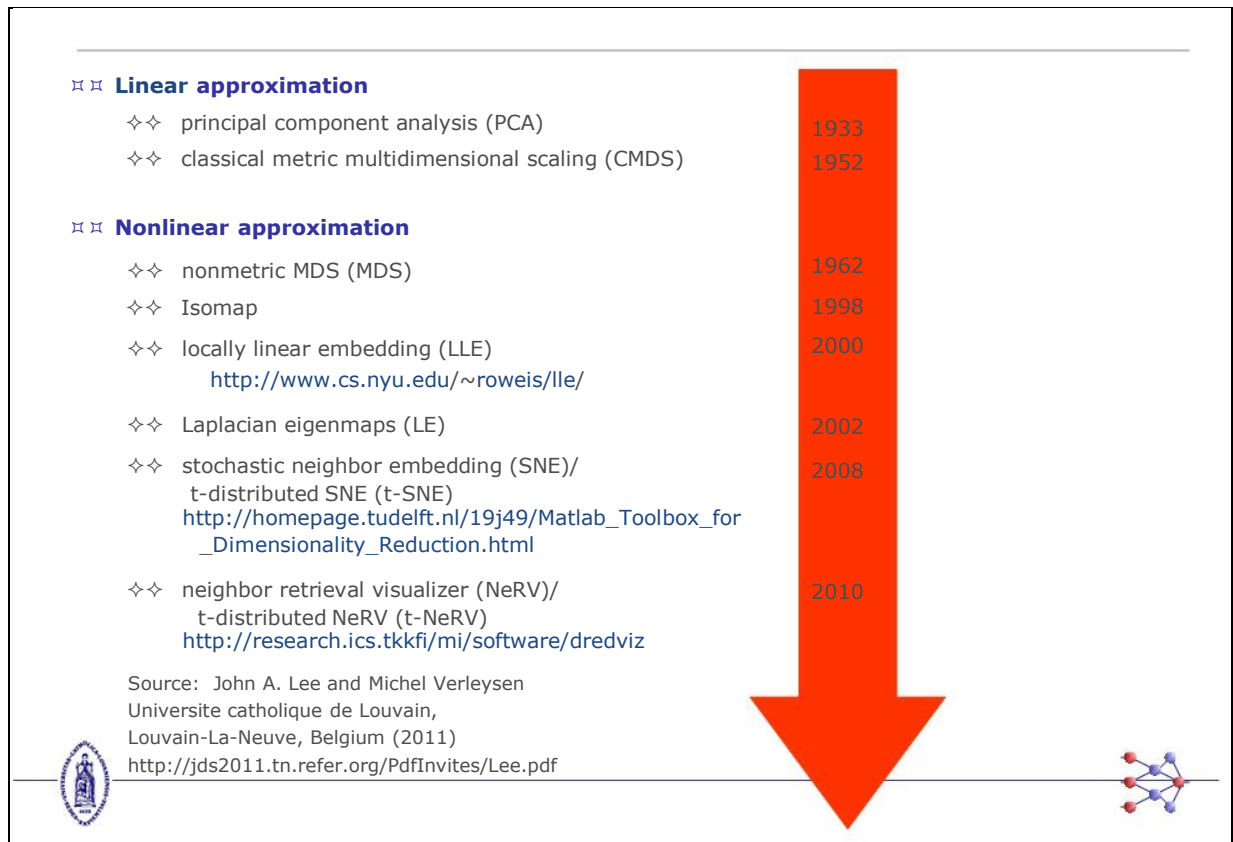 ¤¤ Linear approximation
✧✧ principal component analysis (PCA) 1933
✧✧ classical metric multidimensional scaling (CMDS) 1952
¤¤ Nonlinear approximation
✧✧ nonmetric MDS (MDS) 1962
✧✧ Isomap 1998
✧✧ locally linear embedding (LLE) 2000
http://www.cs.nyu.edu/~roweis/lle/
✧✧ Laplacian eigenmaps (LE) 2002
✧✧ stochastic neighbor embedding (SNE)/ 2008
t-distributed SNE (t-SNE)
http://homepage.tudelft.nl/19j49/Matlab_Toolbox_for
_Dimensionality_Reduction.html
✧✧ neighbor retrieval visualizer (NeRV)/ 2010
t-distributed NeRV (t-NeRV)
http://research.ics.tkkfi/mi/software/dredviz
Source: John A. Lee and Michel Verleysen
Universite catholique de Louvain,
Louvain-La-Neuve, Belgium (2011)
http://jds2011.tn.refer.org/PdfInvites/Lee.pdf